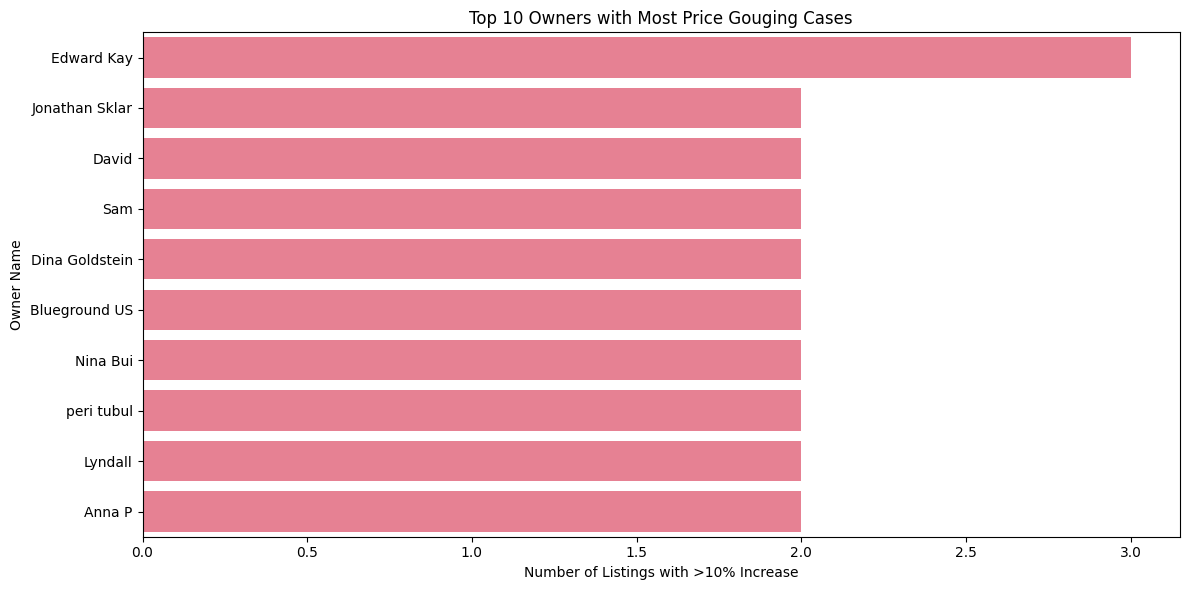 Top 10 Owners with Most Price Gouging Cases
Owner Name
Edward Kay
Jonathan Sklar
David
Sam
Dina Goldstein
Blueground US
Nina Bui
peri tubul
Lyndall
Anna P
0.0 0.5 1.0 1.5 2.0 2.5 3.0
Number of Listings with >10% Increase